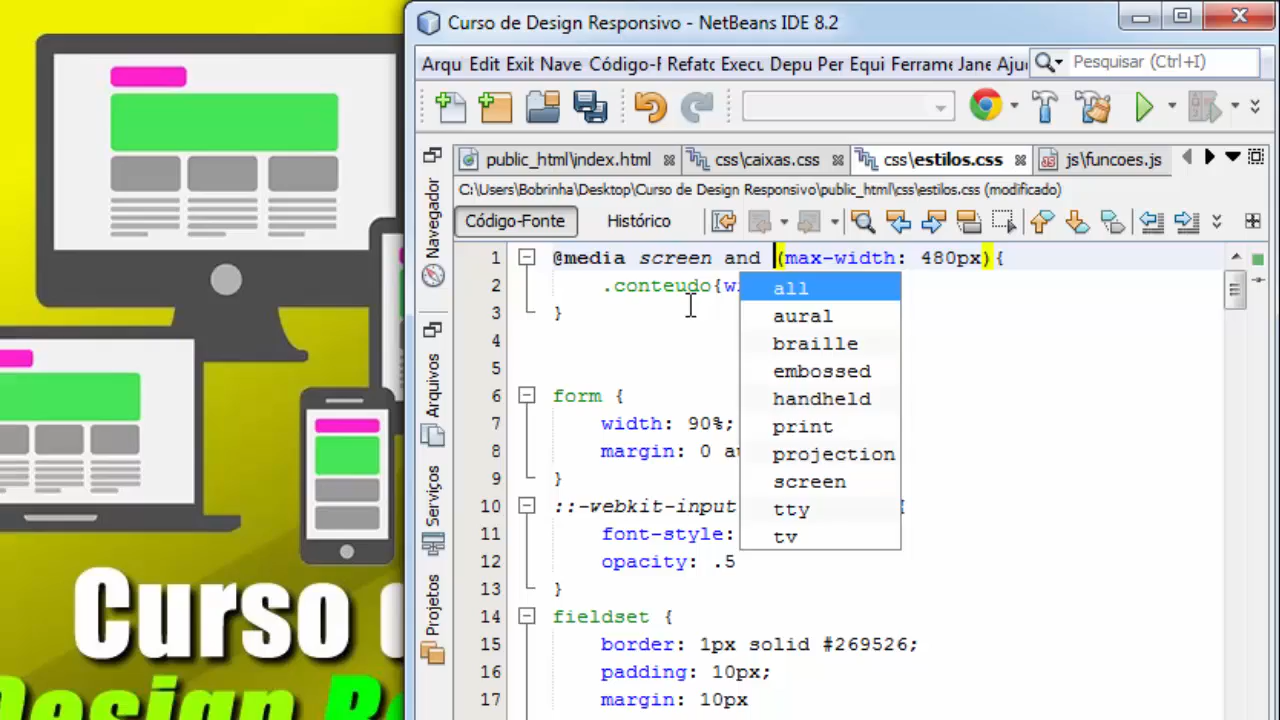 Curso de Design Responsivo - NetBeans IDE 8.2
Arqu Edit Exib Nave Código-F Refato Execu Depu Per Equi Ferrame Jane Ajuc
Pesquisar (Ctrl+I)
public_html\index.html
css\caixas.css
css\estilos.css
js\funcoes.js
C:\Users\Bobrinha\Desktop\Curso de Design Responsivo\public_html\css\estilos.css (modificado)
Código-Fonte
Histórico
Navegador
Arquivos
Serviços
Projetos
1 @media screen and (max-width: 480px){
2 .conteudo{wi
3 }
4
5
6 form {
7 width: 90%;
8 margin: 0 au
9 }
10 ::-webkit-input {
11 font-style:
12 opacity: .5
13 }
14 fieldset {
15 border: 1px solid #269526;
16 padding: 10px;
17 margin: 10px
all
aural
braille
embossed
handheld
print
projection
screen
tty
tv
Curso
Design